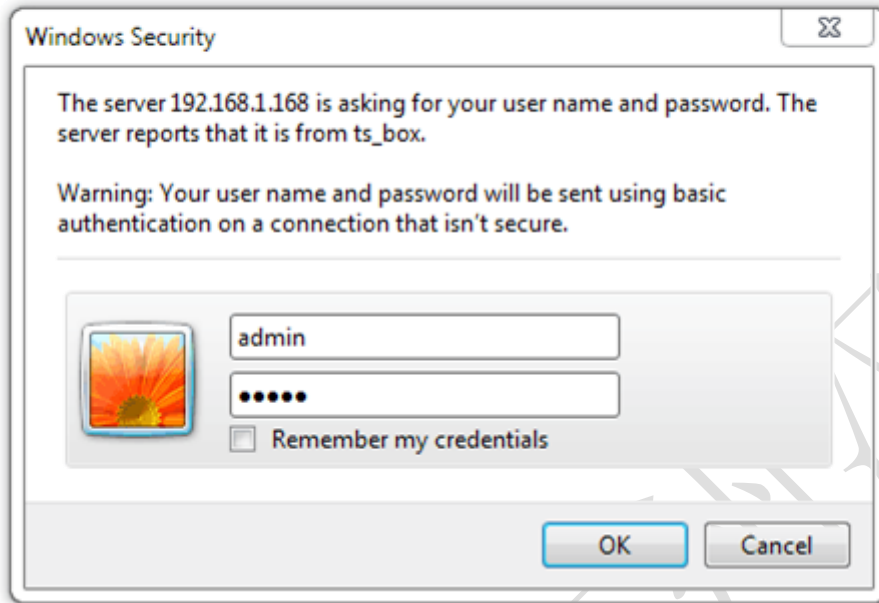 Windows Security
The server 192.168.1.168 is asking for your user name and password. The
server reports that it is from ts_box.
Warning: Your user name and password will be sent using basic
authentication on a connection that isn't secure.
admin
•••••
Remember my credentials
OK Cancel